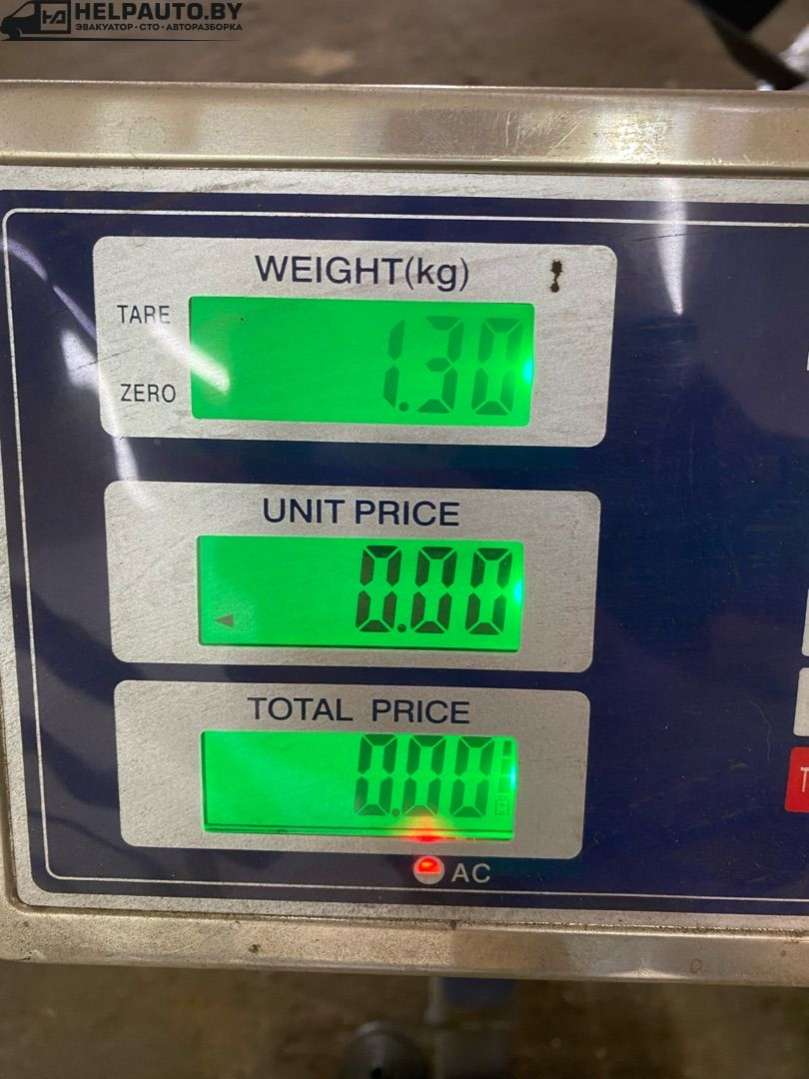 HELPAUTO.BY
ЭВАКУАТОР · СТО · АВТОРАЗБОРКА
WEIGHT(kg)
TARE
1.30
ZERO
UNIT PRICE
0.00
TOTAL PRICE
0.00
AC